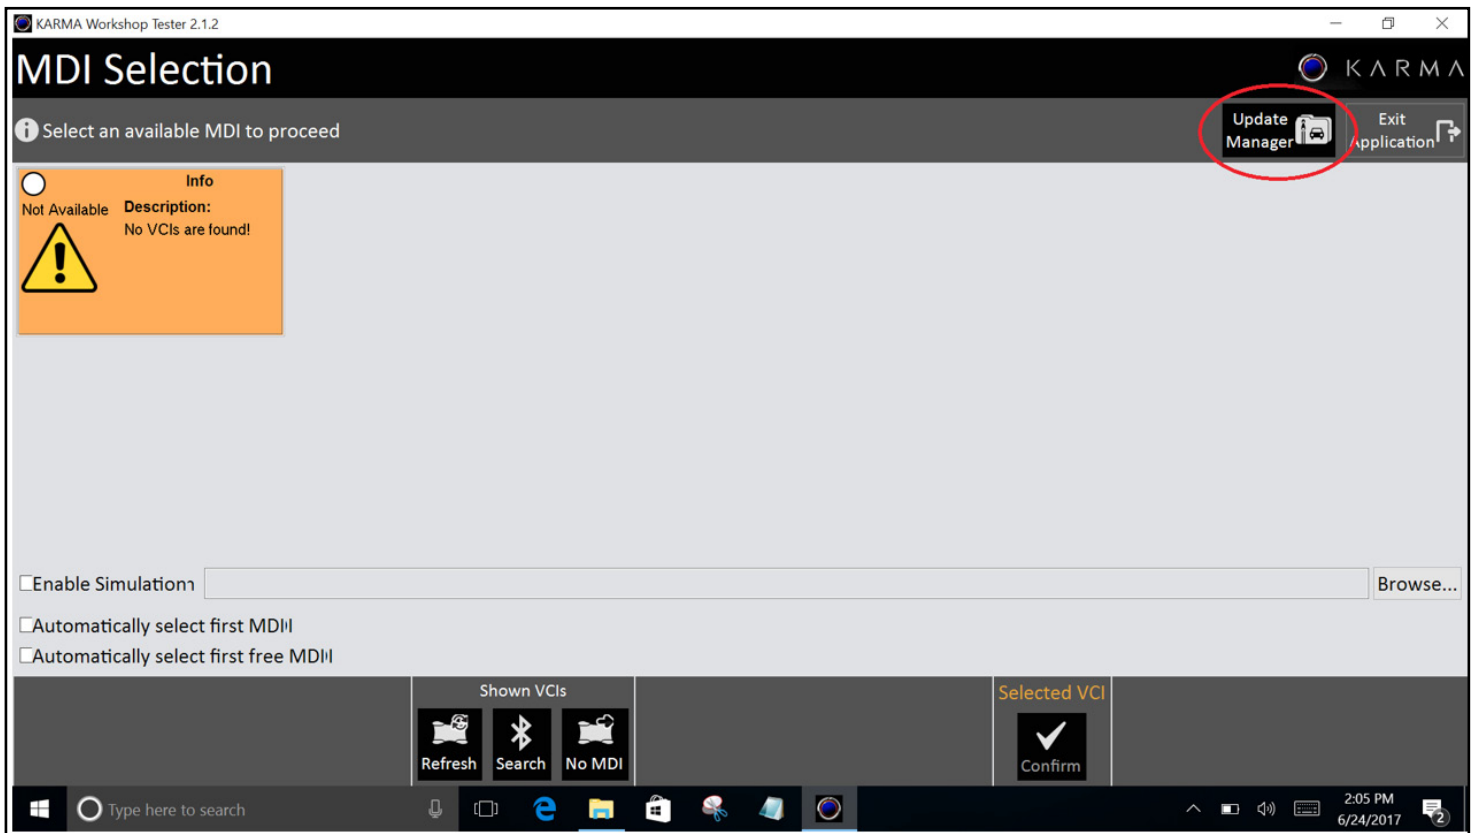 KARMA Workshop Tester 2.1.2
MDI Selection
KARMA
Select an available MDI to proceed
Update
Manager
Exit
Application
Info
Not Available
Description:
No VCIs are found!
Enable Simulation
Browse...
Automatically select first MDI
Automatically select first free MDI
Shown VCIs
Selected VCI
Refresh
Search
No MDI
Confirm
Type here to search
2:05 PM
6/24/2017
2